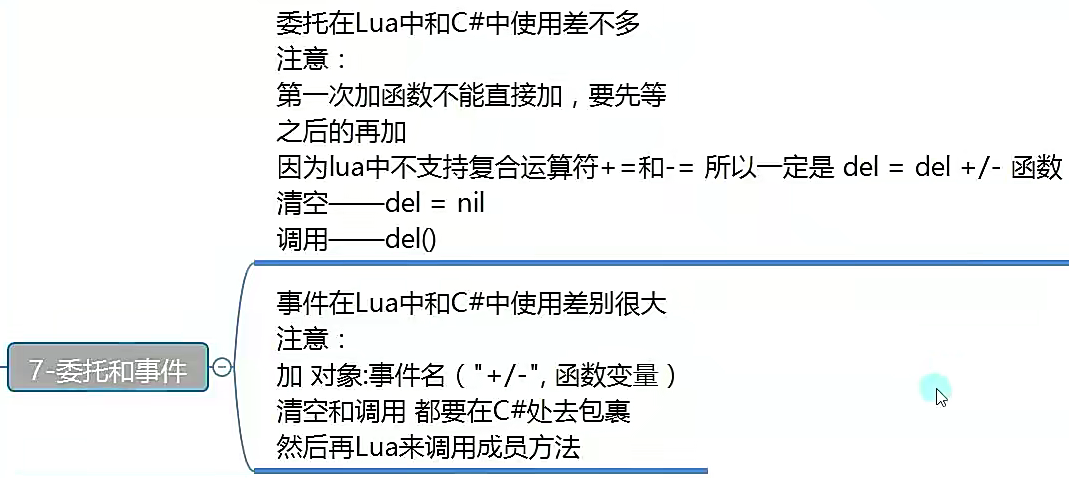 委托在Lua中和C#中使用差不多
注意：
第一次加函数不能直接加，要先等
之后的再加
因为lua中不支持复合运算符+=和-= 所以一定是 del = del +/- 函数
清空——del = nil
调用——del()
7-委托和事件
事件在Lua中和C#中使用差别很大
注意：
加 对象:事件名（"+/-", 函数变量）
清空和调用 都要在C#处去包裹
然后再Lua来调用成员方法